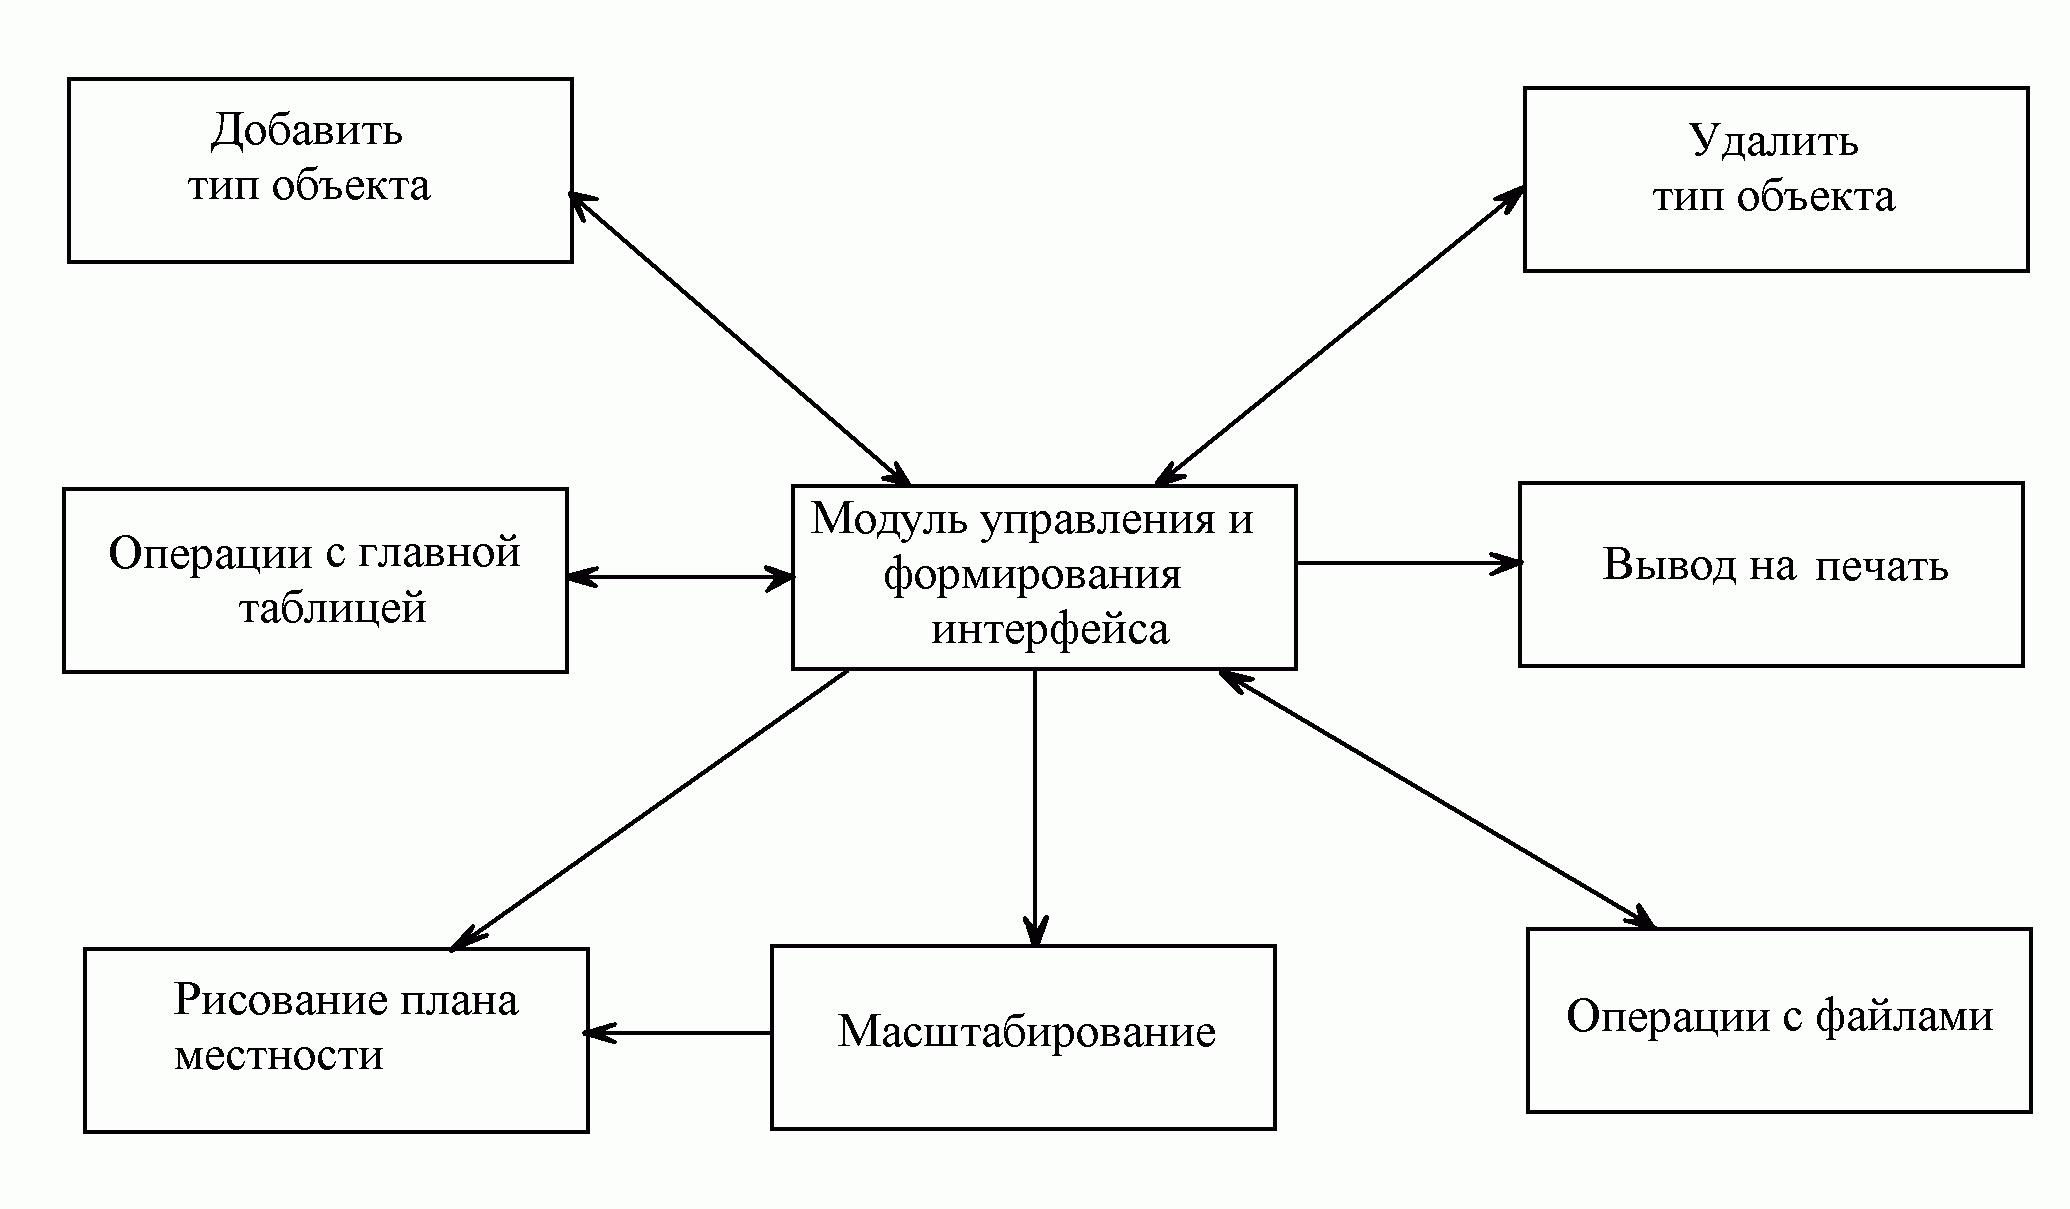 Добавить
тип объекта
Удалить
тип объекта
Операции с главной
таблицей
Модуль управления и
формирования
интерфейса
Вывод на печать
Рисование плана
местности
Масштабирование
Операции с файлами